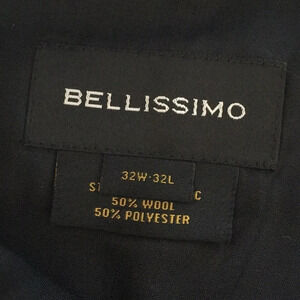 BELLISSIMO
32W·32L
50% WOOL
50% POLYESTER